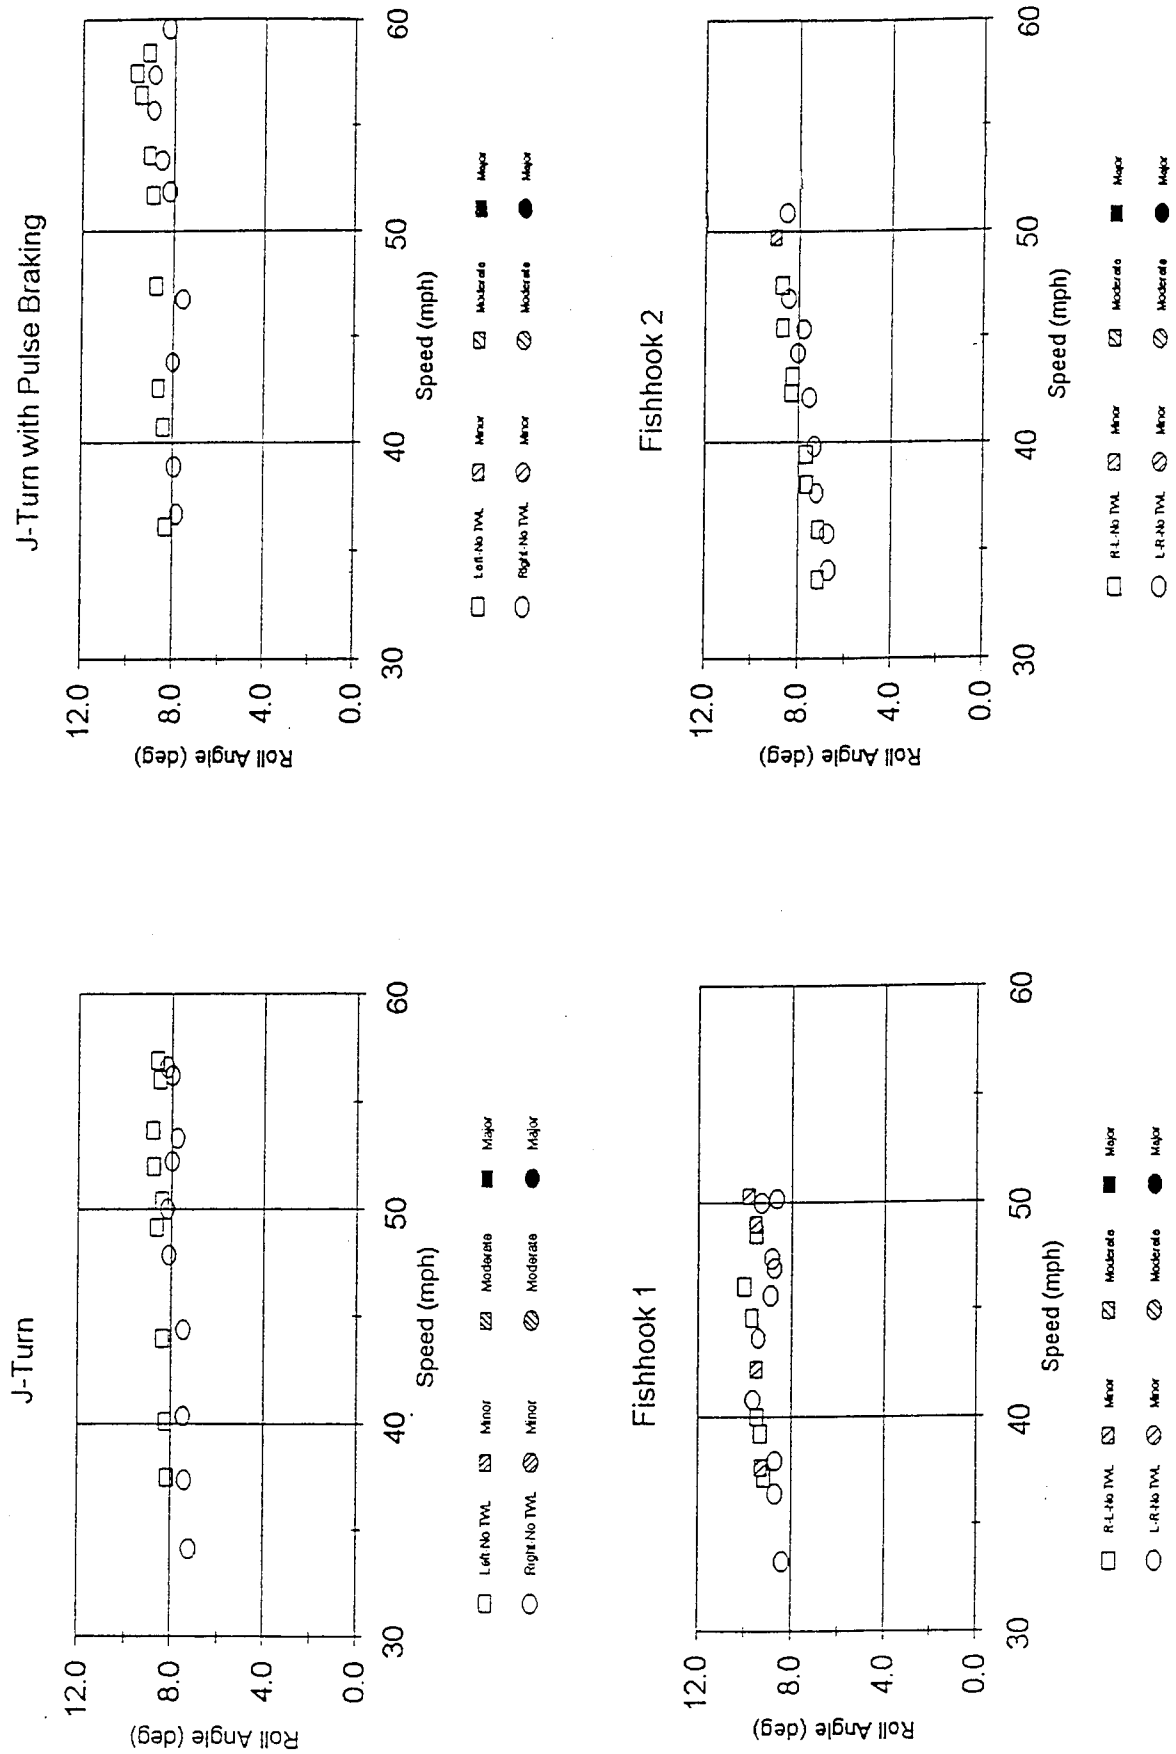 J-Turn
Roll Angle (deg)
12.0
8.0
4.0
0.0
30
40
50
60
Speed (mph)
Left-No TWL Minor Moderate Major
Right-No TWL Minor Moderate Major
J-Turn with Pulse Braking
Roll Angle (deg)
12.0
8.0
4.0
0.0
30
40
50
60
Speed (mph)
Left-No TWL Minor Moderate Major
Right-No TWL Minor Moderate Major
Fishhook 1
Roll Angle (deg)
12.0
8.0
4.0
0.0
30
40
50
60
Speed (mph)
R-L-No TWL Minor Moderate Major
L-R-No TWL Minor Moderate Major
Fishhook 2
Roll Angle (deg)
12.0
8.0
4.0
0.0
30
40
50
60
Speed (mph)
R-L-No TWL Minor Moderate Major
L-R-No TWL Minor Moderate Major